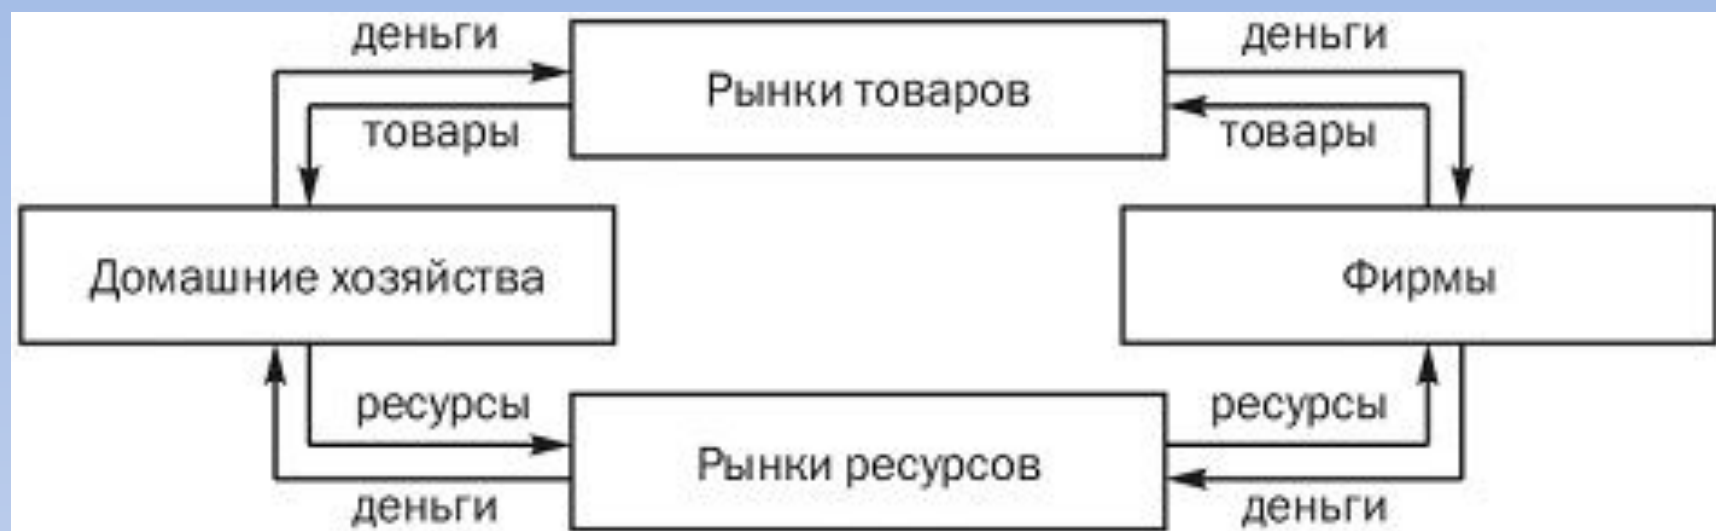 деньги
деньги
Рынки товаров
товары
товары
Домашние хозяйства
Фирмы
ресурсы
ресурсы
Рынки ресурсов
деньги
деньги